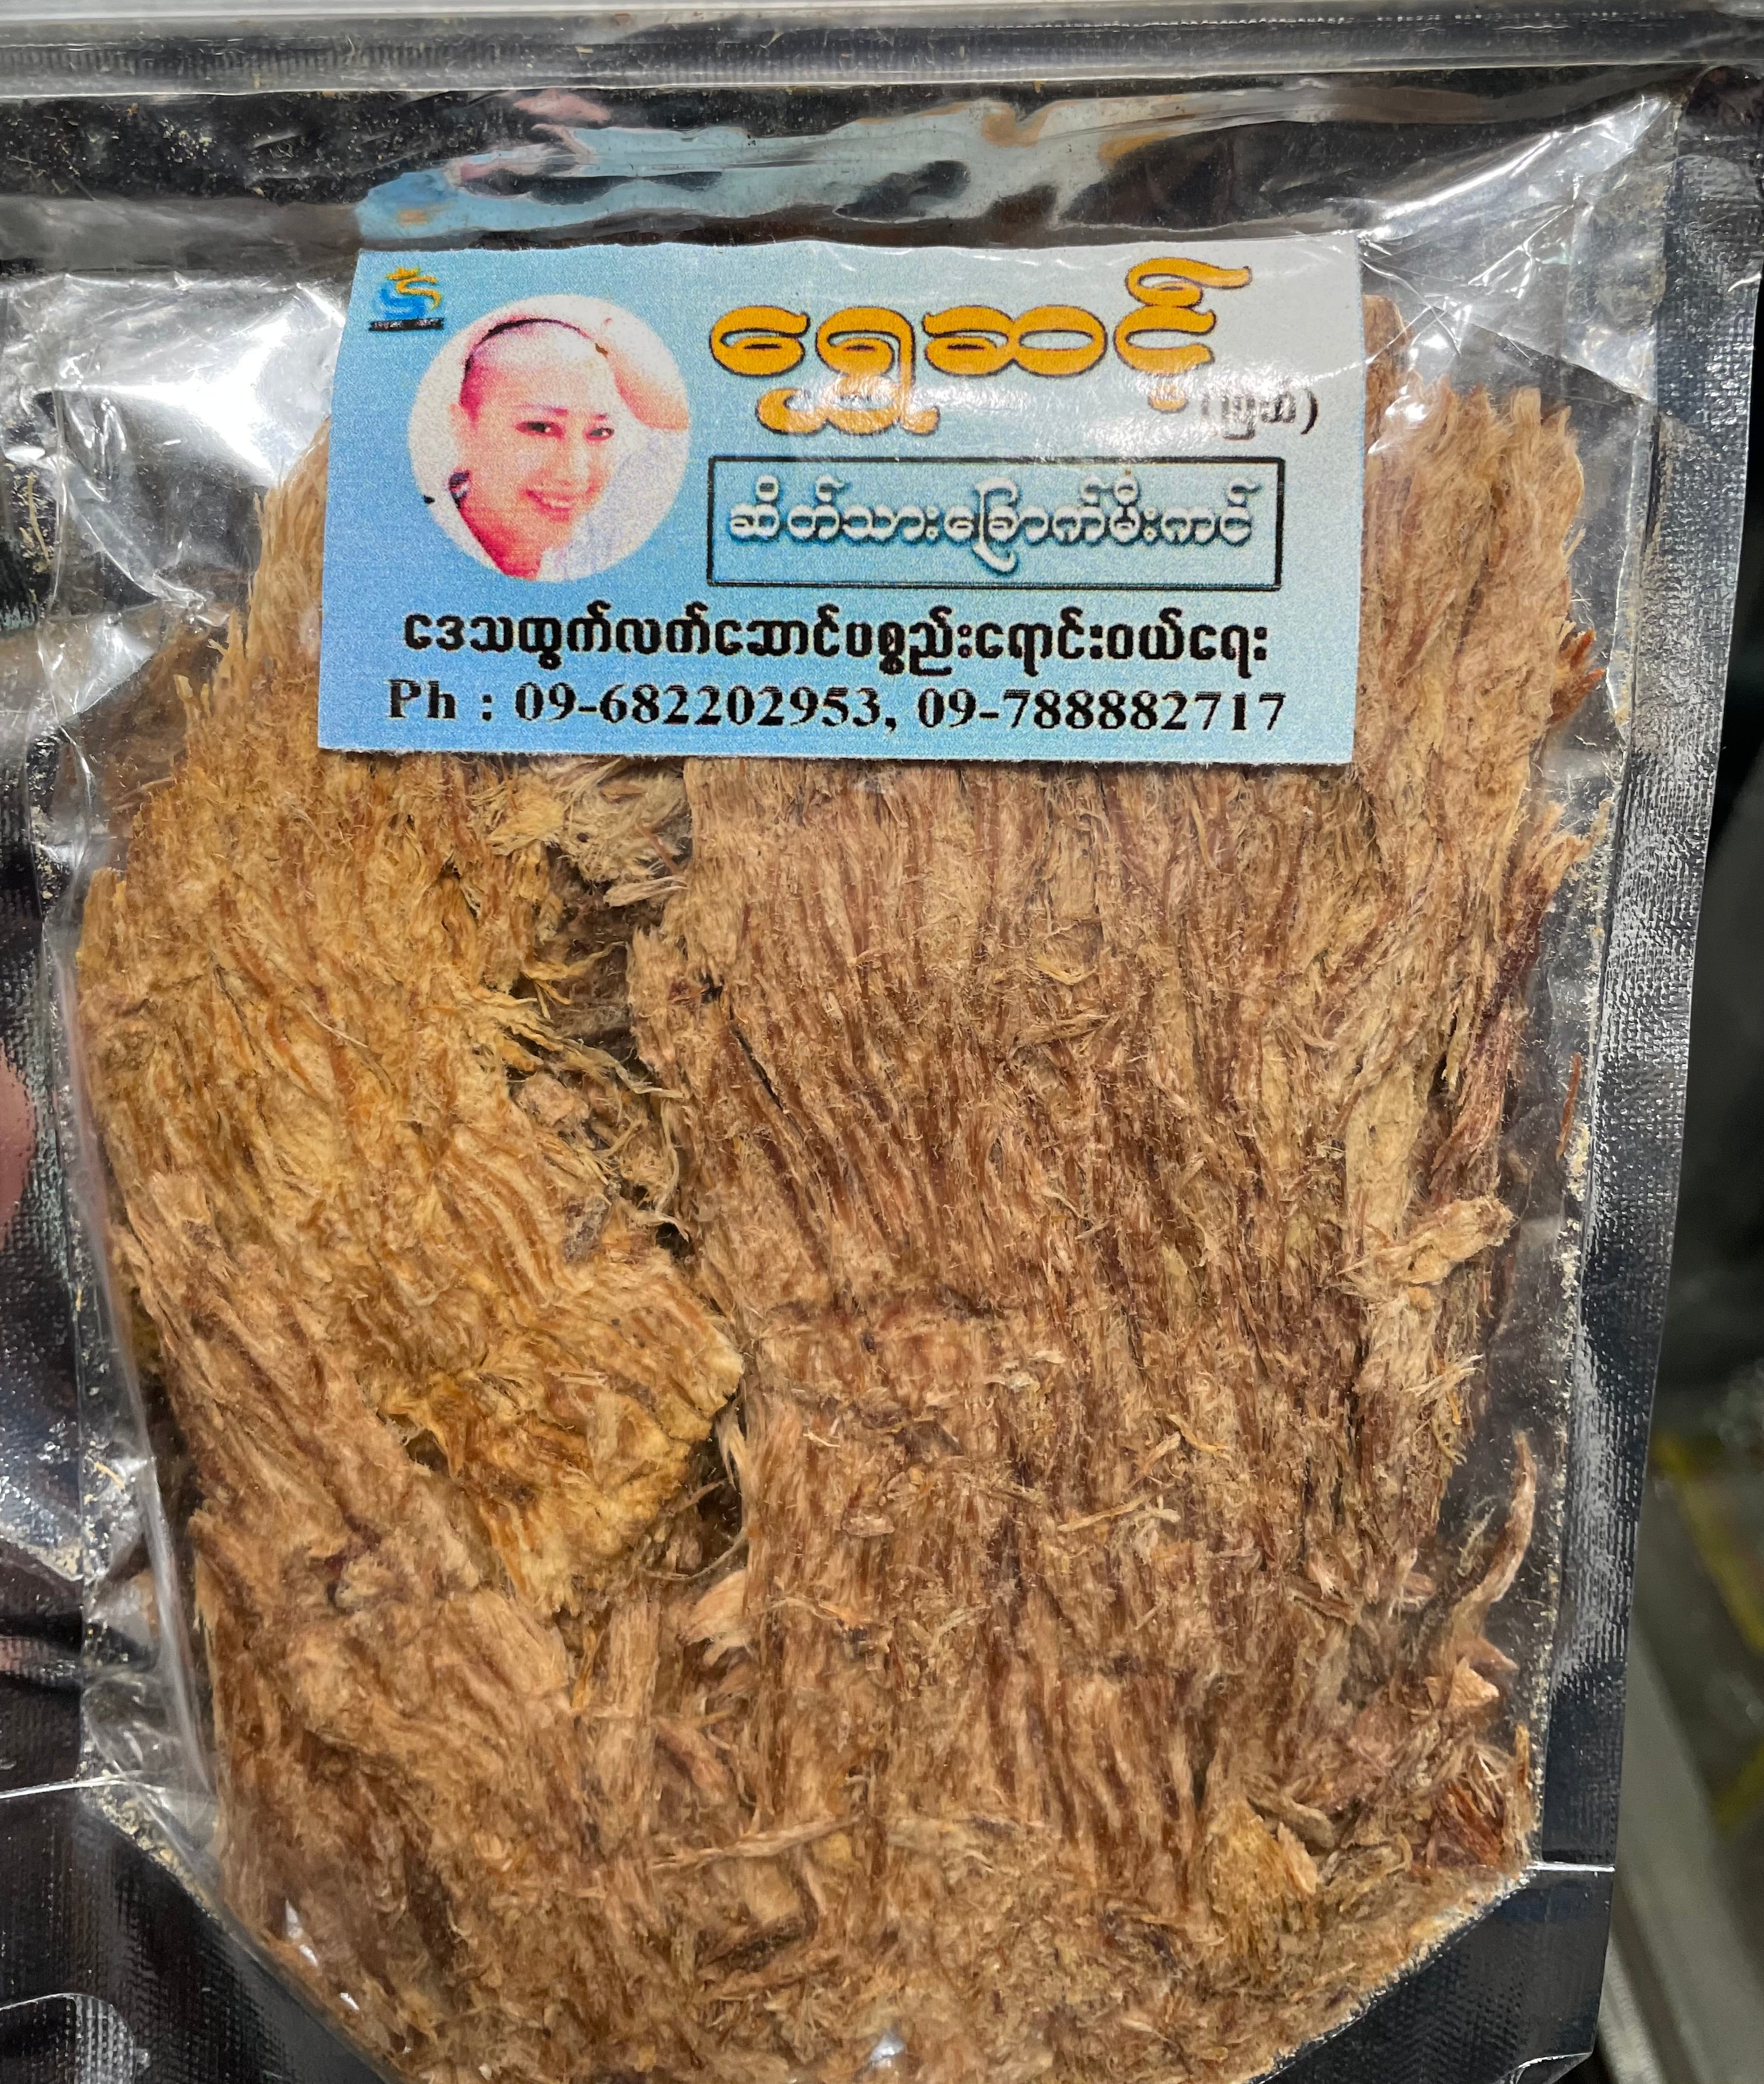 ရွှေဆင့်
ဆိတ်သားခြောက်မီးကင်
ဒေသထွက်လက်ဆောင်ပစ္စည်းရောင်းဝယ်ရေး
Ph : 09-682202953, 09-788882717